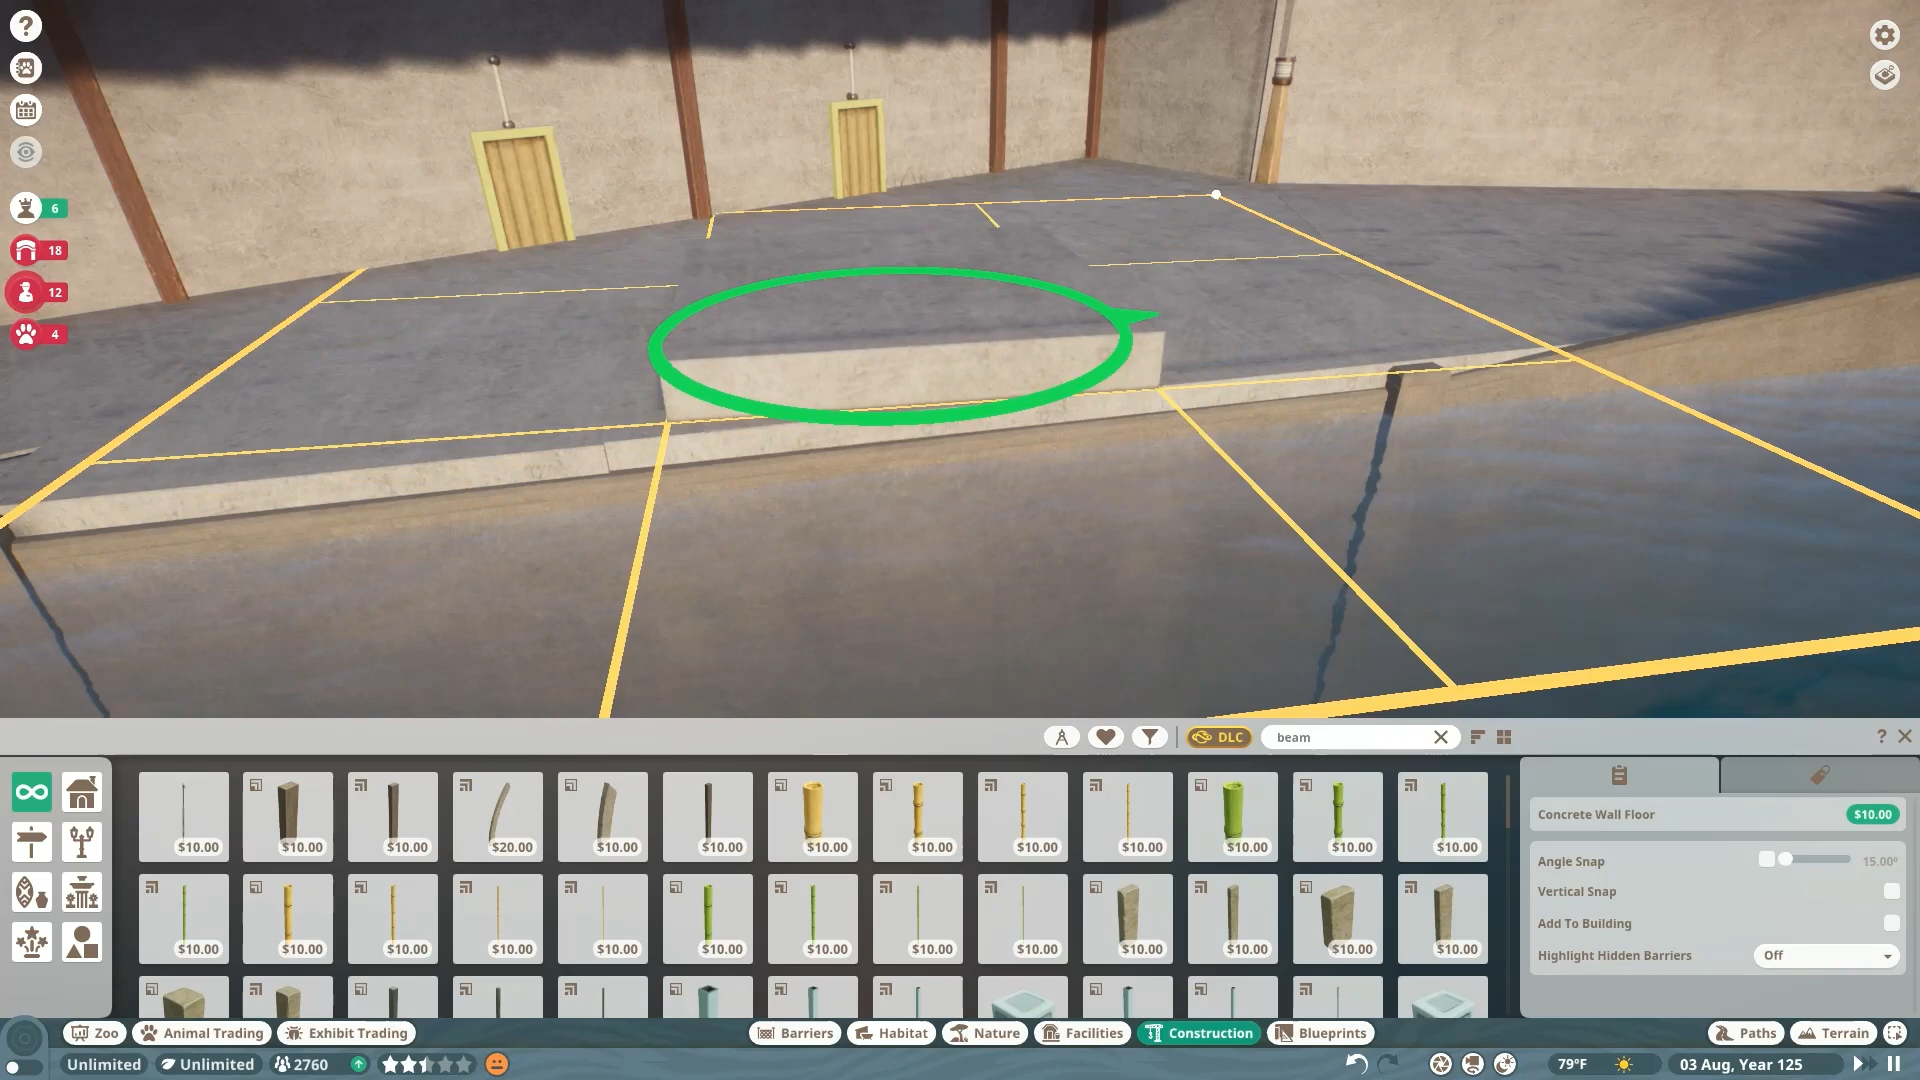 ?
6
18
12
4
DLC
beam
?
$10.00 $10.00 $10.00 $20.00 $10.00 $10.00 $10.00 $10.00 $10.00 $10.00 $10.00 $10.00 $10.00
$10.00 $10.00 $10.00 $10.00 $10.00 $10.00 $10.00 $10.00 $10.00 $10.00 $10.00 $10.00 $10.00
Concrete Wall Floor $10.00
Angle Snap 15.00°
Vertical Snap
Add To Building
Highlight Hidden Barriers Off
Zoo Animal Trading Exhibit Trading Barriers Habitat Nature Facilities Construction Blueprints Paths Terrain
Unlimited Unlimited 2760 79°F 03 Aug, Year 125